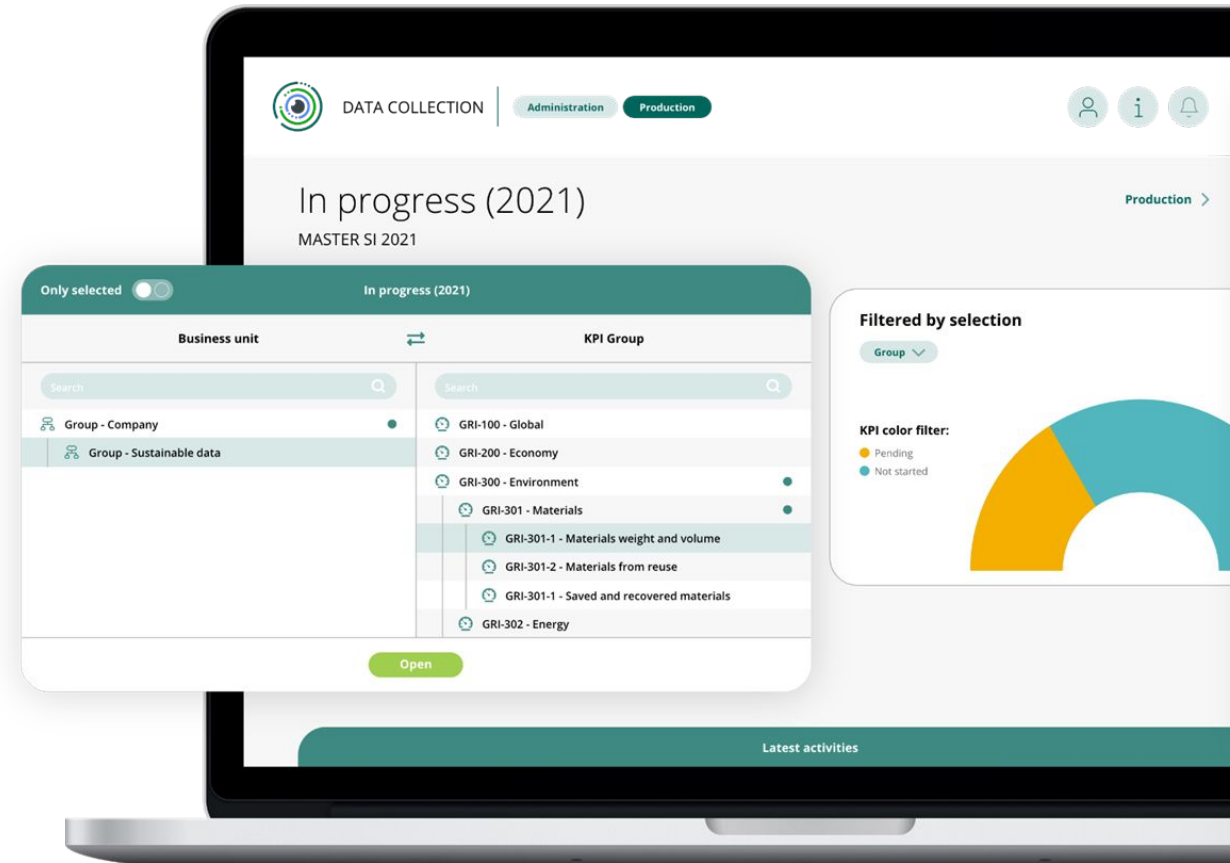 DATA COLLECTION
Administration
Production
i
In progress (2021)
MASTER SI 2021
Production
Only selected
In progress (2021)
Business unit
KPI Group
Search
Search
Group - Company
Group - Sustainable data
GRI-100 - Global
GRI-200 - Economy
GRI-300 - Environment
GRI-301 - Materials
GRI-301-1 - Materials weight and volume
GRI-301-2 - Materials from reuse
GRI-301-1 - Saved and recovered materials
GRI-302 - Energy
Open
Filtered by selection
Group
KPI color filter:
Pending
Not started
Latest activities